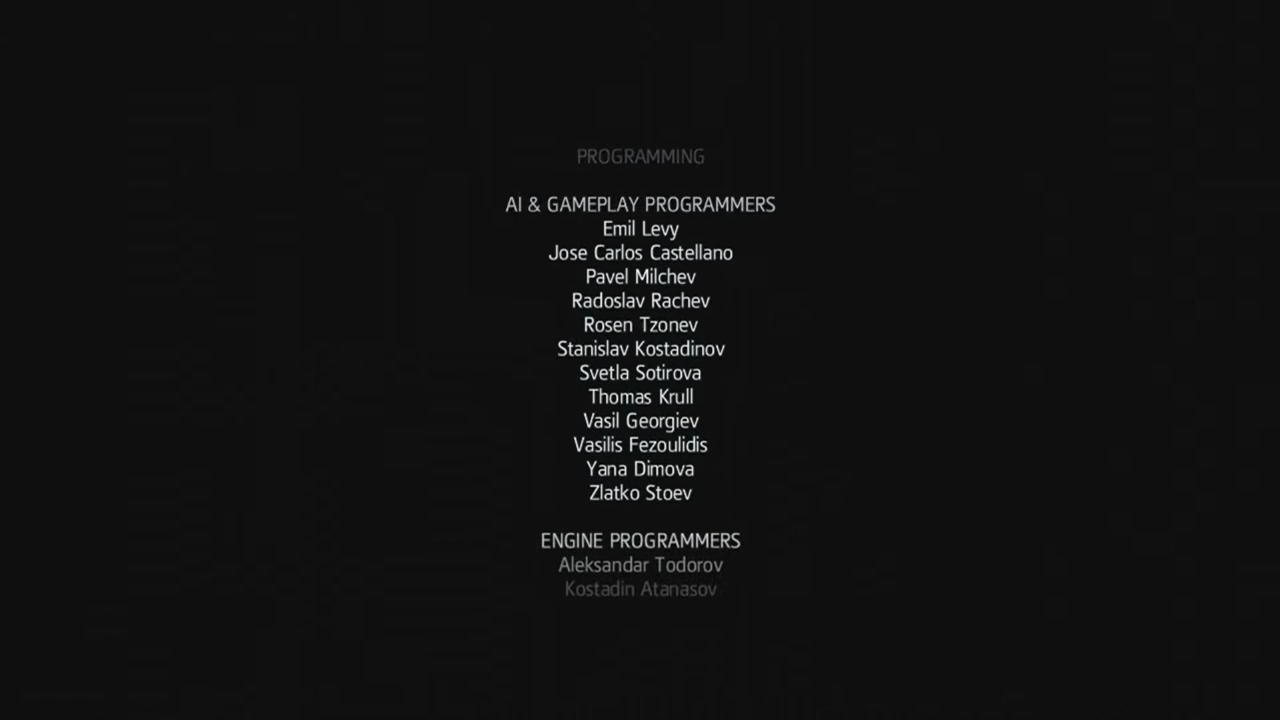 PROGRAMMING
AI & GAMEPLAY PROGRAMMERS
Emil Levy
Jose Carlos Castellano
Pavel Milchev
Radoslav Rachev
Rosen Tzonev
Stanislav Kostadinov
Svetla Sotirova
Thomas Krull
Vasil Georgiev
Vasilis Fezoulidis
Yana Dimova
Zlatko Stoev
ENGINE PROGRAMMERS
Aleksandar Todorov
Kostadin Atanasov